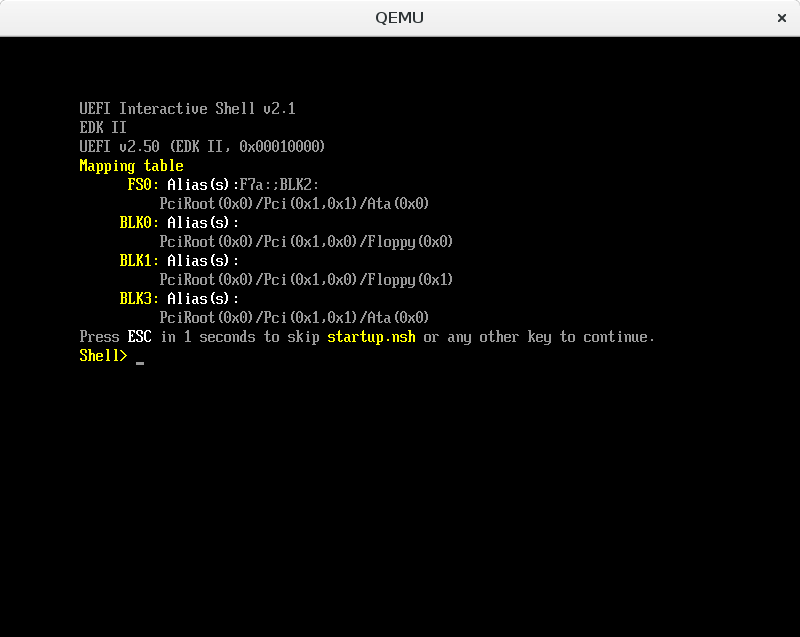 QEMU
UEFI Interactive Shell v2.1
EDK II
UEFI v2.50 (EDK II, 0x00010000)
Mapping table
FS0: Alias(s):F7a:;BLK2:
PciRoot(0x0)/Pci(0x1,0x1)/Ata(0x0)
BLK0: Alias(s):
PciRoot(0x0)/Pci(0x1,0x0)/Floppy(0x0)
BLK1: Alias(s):
PciRoot(0x0)/Pci(0x1,0x0)/Floppy(0x1)
BLK3: Alias(s):
PciRoot(0x0)/Pci(0x1,0x1)/Ata(0x0)
Press ESC in 1 seconds to skip startup.nsh or any other key to continue.
Shell> _